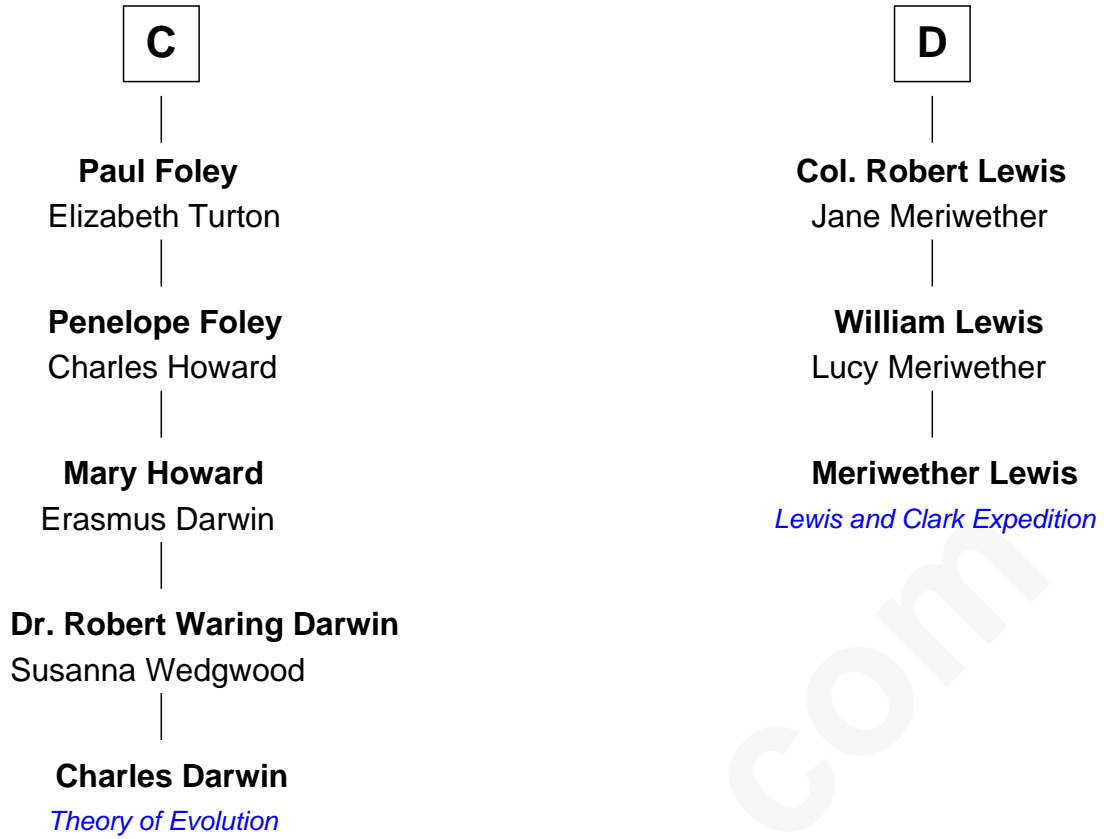 C
Paul Foley
Elizabeth Turton
Penelope Foley
Charles Howard
Mary Howard
Erasmus Darwin
Dr. Robert Waring Darwin
Susanna Wedgwood
Charles Darwin
Theory of Evolution
D
Col. Robert Lewis
Jane Meriwether
William Lewis
Lucy Meriwether
Meriwether Lewis
Lewis and Clark Expedition
com